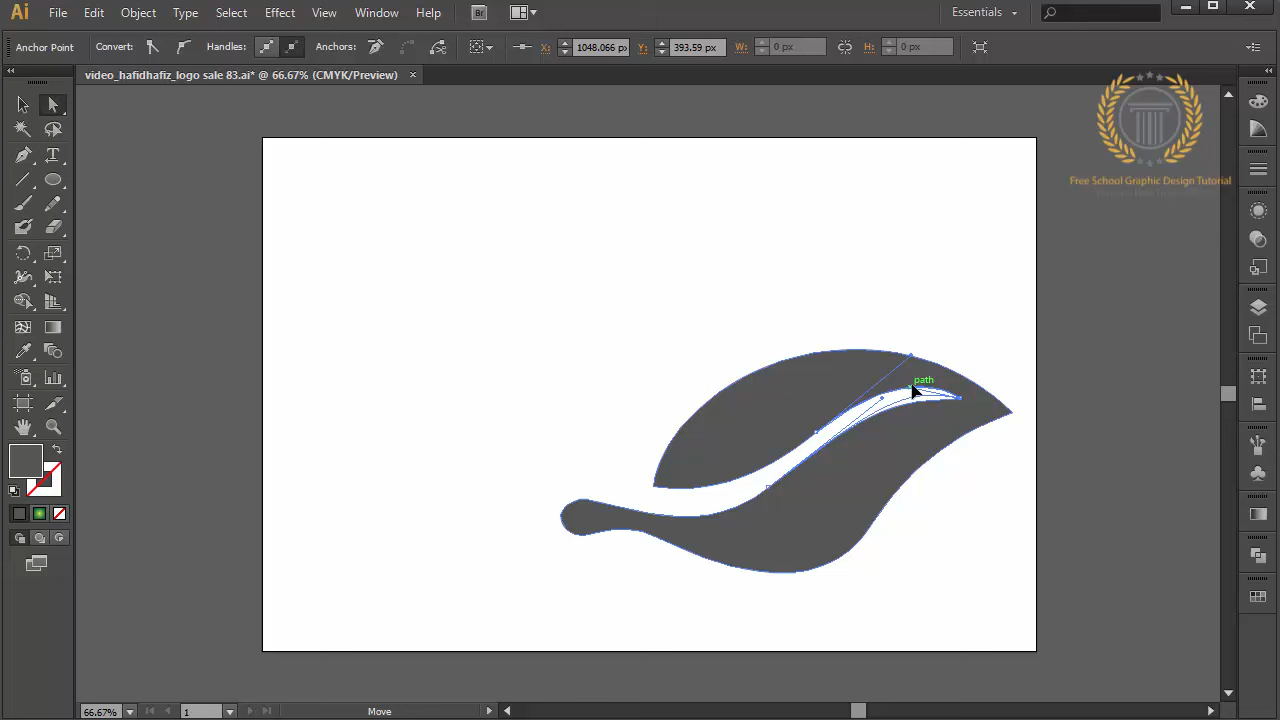 Ai File Edit Object Type Select Effect View Window Help Br Essentials
Anchor Point Convert: Handles: Anchors: X: 1048.066 px Y: 393.59 px W: 0 px H: 0 px
video_hafidhafiz_logo sale 83.ai* @ 66.67% (CMYK/Preview)
Free School Graphic Design Tutorial
path
66.67% 1 Move